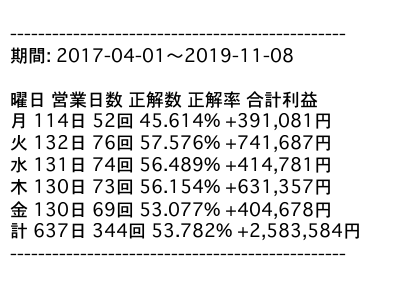 ------------------------------------------------
期間: 2017-04-01〜2019-11-08
曜日 営業日数 正解数 正解率 合計利益
月 114日 52回 45.614% +391,081円
火 132日 76回 57.576% +741,687円
水 131日 74回 56.489% +414,781円
木 130日 73回 56.154% +631,357円
金 130日 69回 53.077% +404,678円
計 637日 344回 53.782% +2,583,584円
------------------------------------------------